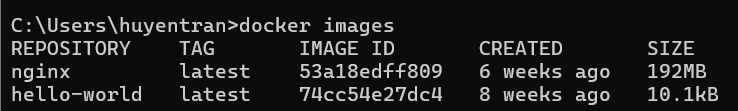 C:\Users\huyentran>docker images
REPOSITORY    TAG       IMAGE ID       CREATED       SIZE
nginx         latest    53a18edff809   6 weeks ago   192MB
hello-world   latest    74cc54e27dc4   8 weeks ago   10.1kB